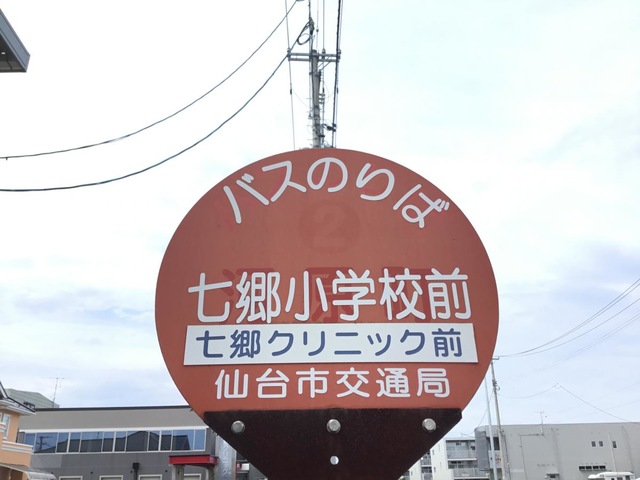 バスのりば
2
七郷小学校前
七郷クリニック前
仙台市交通局